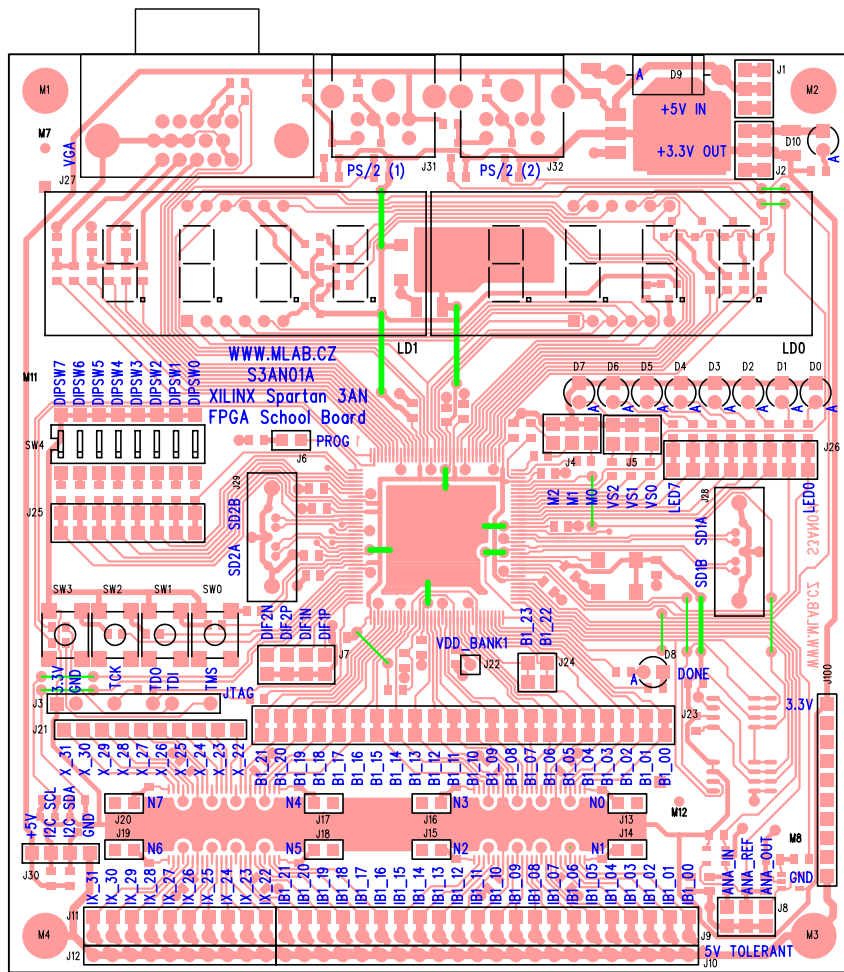 M1
M2
M7
VGA
J27
J31
PS/2 (1)
J32
PS/2 (2)
A
D9
J1
+5V IN
+3.3V OUT
D10
J2
A
LD1
LD0
M11
WWW.MLAB.CZ
S3AN01A
XILINX Spartan 3AN
FPGA School Board
DIPSW7
DIPSW6
DIPSW5
DIPSW4
DIPSW3
DIPSW2
DIPSW1
DIPSW0
D7
D6
D5
D4
D3
D2
D1
D0
A
A
A
A
A
A
A
A
SW4
J6
PROG
J4
J5
J26
J25
J29
SD2B
SD2A
M2
M1
M0
VS2
VS1
VS0
LED7
LED0
J28
SD1A
SD1B
S3AN01A
WWW.MLAB.CZ
SW3
SW2
SW1
SW0
DIF2N
DIF2P
DIF1N
DIF1P
J7
VDD_BANK1
J22
B1_23
B1_22
J24
D8
A
DONE
J100
3.3V
3.3V
GND
TCK
TDO
TDI
TMS
JTAG
J3
J21
J23
X_31
X_30
X_29
X_28
X_27
X_26
X_25
X_24
X_23
X_22
B1_21
B1_20
B1_19
B1_18
B1_17
B1_16
B1_15
B1_14
B1_13
B1_12
B1_11
B1_10
B1_09
B1_08
B1_07
B1_06
B1_05
B1_04
B1_03
B1_02
B1_01
B1_00
+5V
I2C SCL
I2C SDA
GND
J30
N7
J20
N4
J17
N3
J16
N0
J13
M12
J19
N6
J18
N5
J15
N2
J14
N1
M8
ANA_IN
ANA_REF
ANA_OUT
GND
IX_31
IX_30
IX_29
IX_28
IX_27
IX_26
IX_25
IX_24
IX_23
IX_22
IB1_21
IB1_20
IB1_19
IB1_18
IB1_17
IB1_16
IB1_15
IB1_14
IB1_13
IB1_12
IB1_11
IB1_10
IB1_09
IB1_08
IB1_07
IB1_06
IB1_05
IB1_04
IB1_03
IB1_02
IB1_01
IB1_00
J8
J11
M4
J9
M3
J12
J10
5V TOLERANT